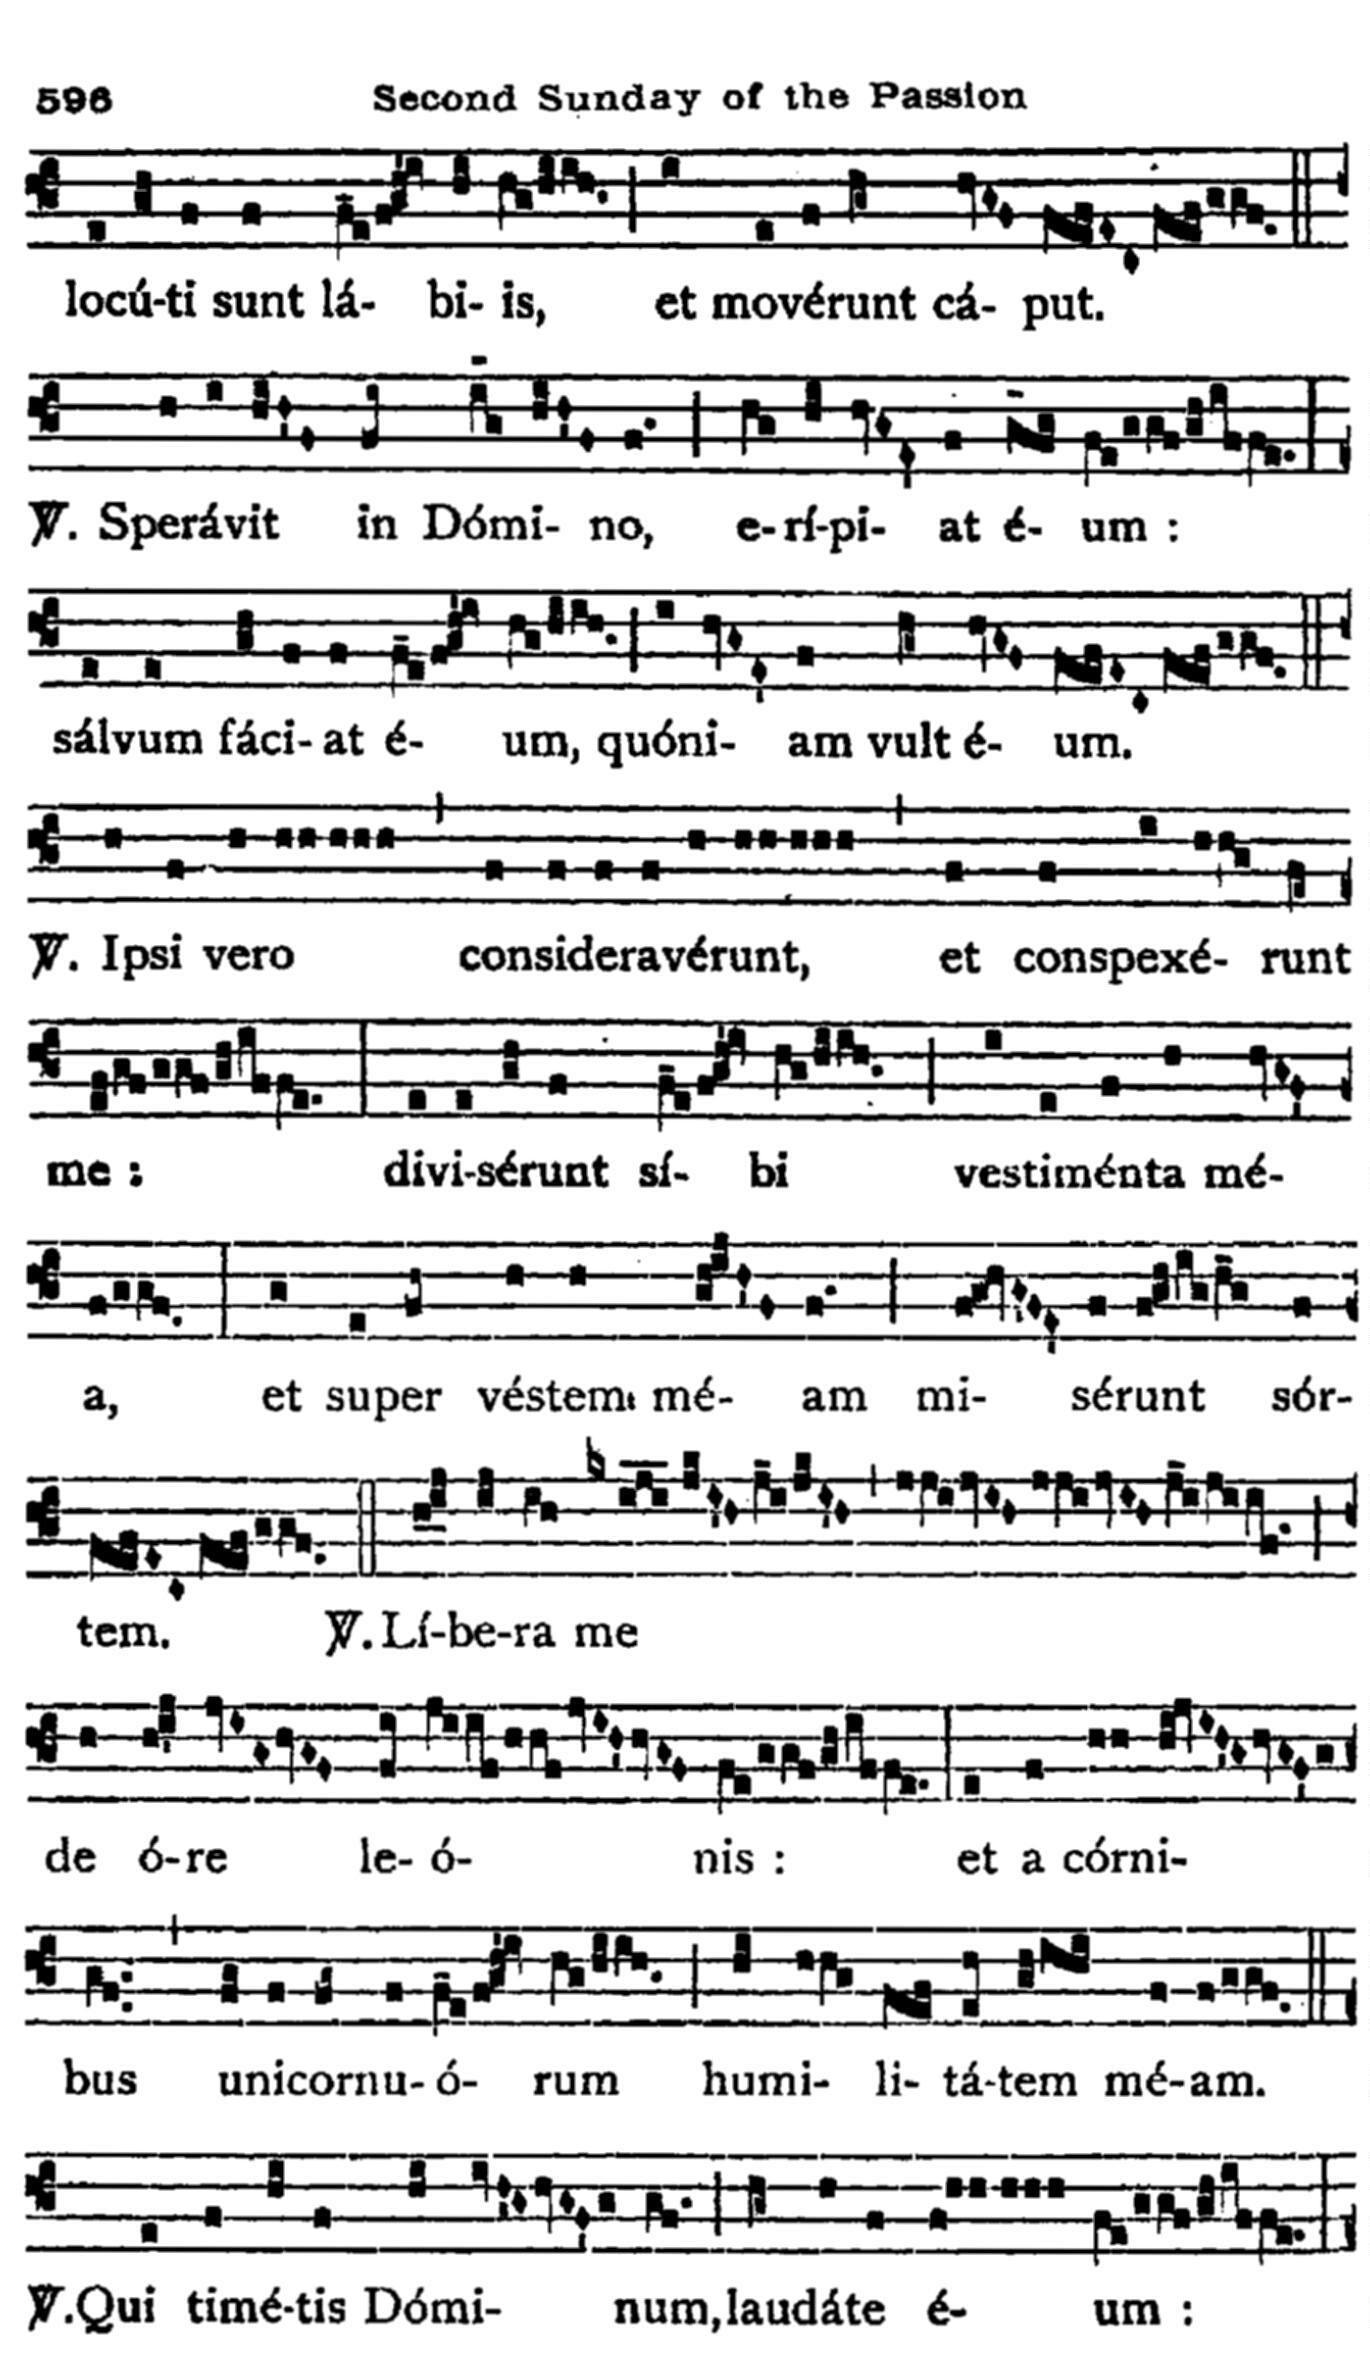 596 Second Sunday of the Passion
locú-ti sunt lá- bi- is, et movérunt cá- put.
℣. Sperávit in Dómi- no, e-rí-pi- at é- um :
sálvum fáci-at é- um, quóni- am vult é- um.
℣. Ipsi vero consideravérunt, et conspexé- runt
me : divi-sérunt sí- bi vestiménta mé-
a, et super véstem mé- am mi- sérunt sór-
tem. ℣. Lí-be-ra me
de ó-re le- ó- nis : et a córni-
bus unicornu- ó- rum humi- li- tá-tem mé-am.
℣. Qui timé-tis Dómi- num, laudáte é- um :